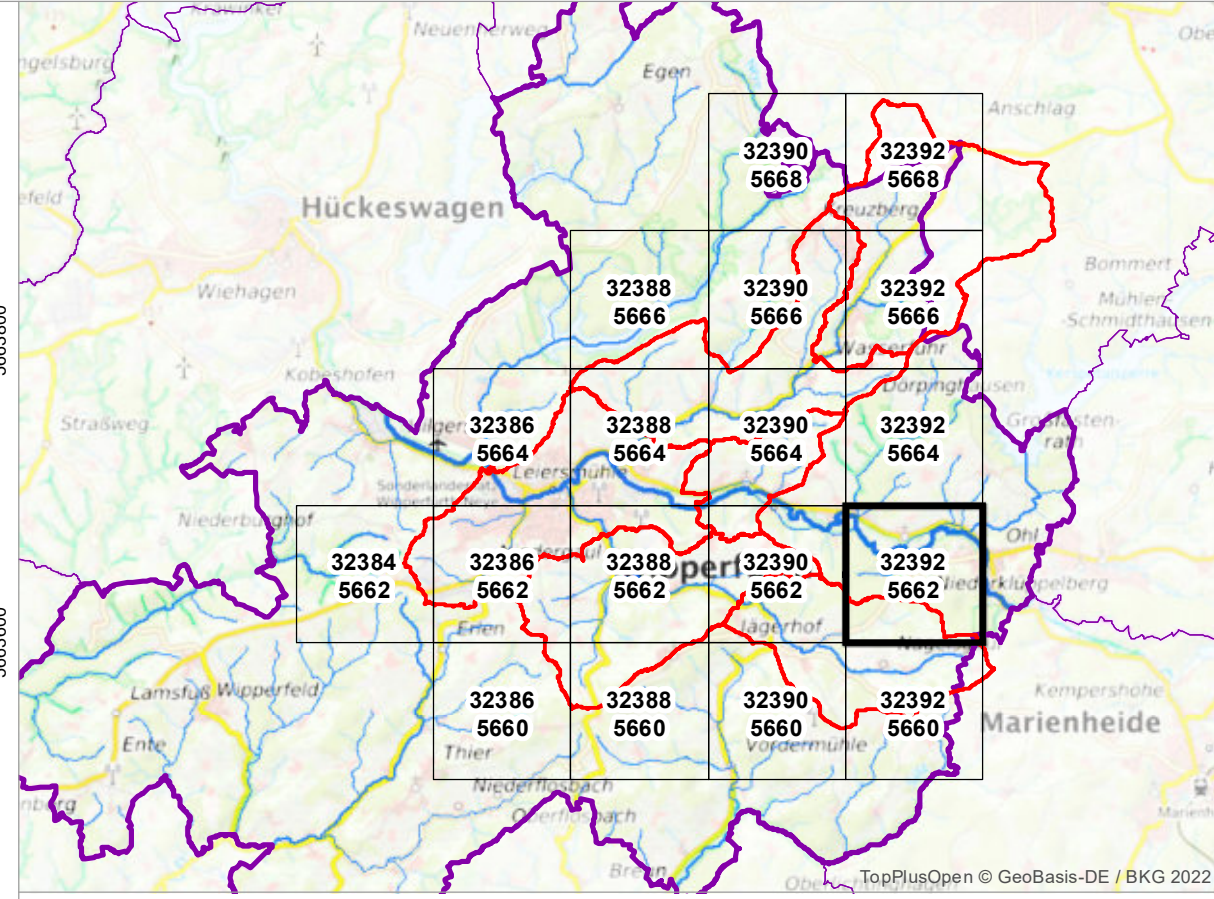 Neuenherweg
Egen
Anschlag
32390
5668
32392
5668
Hückeswagen
Kreuzberg
Wiehagen
Bommert
32388
5666
32390
5666
32392
5666
Mühlen
-Schmidthausen
Wasserfuhr
Kobeshofen
Dörpinghausen
Straßweg
32386
5664
32388
5664
32390
5664
32392
5664
Leiersmühle
Niederburghof
Ohl
32384
5662
32386
5662
32388
5662
32390
5662
32392
5662
Niederklüppelberg
Erlen
Jägerhof
Lamsfuß
Wipperfeld
32386
5660
32388
5660
32390
5660
32392
5660
Kempershöhe
Marienheide
Ente
Thier
Vordermühle
Niederflosbach
Oberflosbach
TopPlusOpen © GeoBasis-DE / BKG 2022